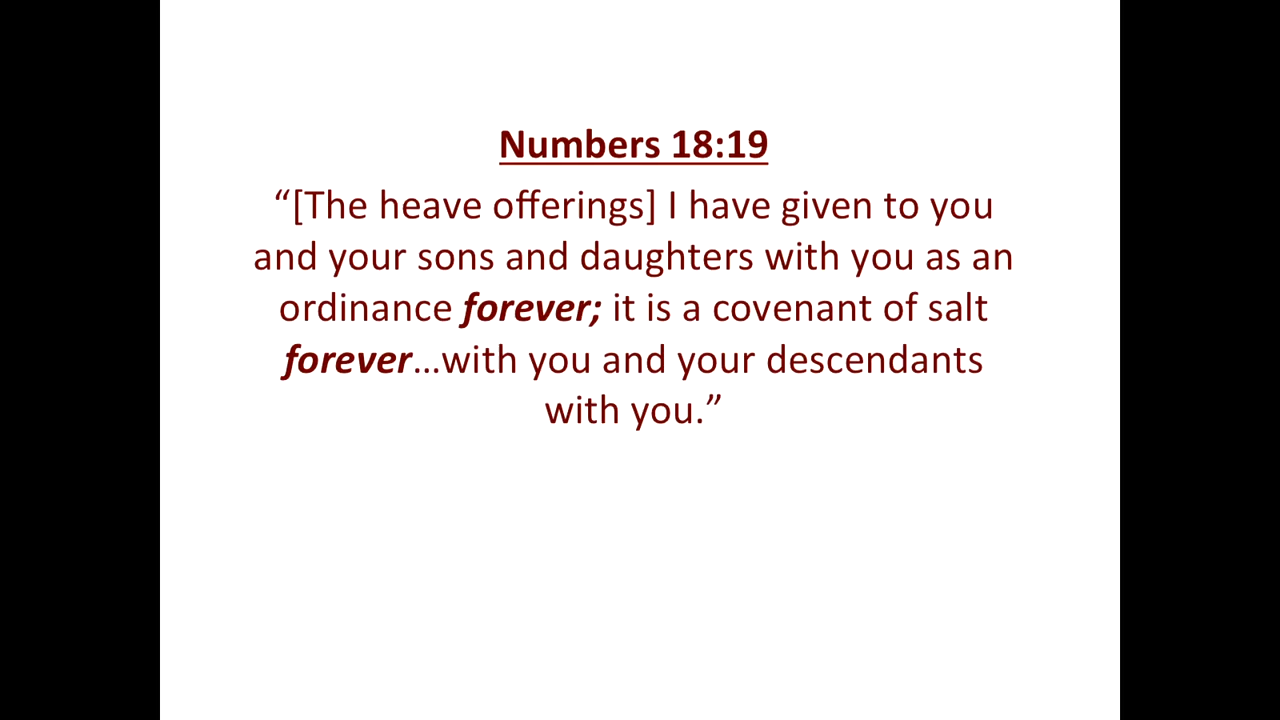 Numbers 18:19
“[The heave offerings] I have given to you
and your sons and daughters with you as an
ordinance forever; it is a covenant of salt
forever…with you and your descendants
with you.”